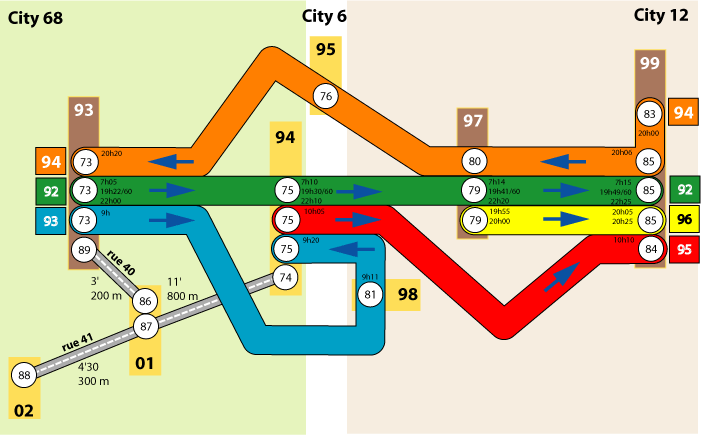 City 68
City 6
City 12
95
99
93
97
94
76
83
94
20h00
94
73
20h20
80
20h06
85
92
73
7h05
19h22/60
22h00
75
7h10
19h30/60
22h10
79
7h14
19h41/60
22h20
7h15
19h49/60
22h25
85
92
93
73
9h
75
10h05
79
19h55
20h00
20h05
20h25
85
96
89
rue 40
75
9h20
10h10
84
95
3'
200 m
11'
800 m
74
9h11
81
98
86
87
rue 41
01
88
4'30
300 m
02